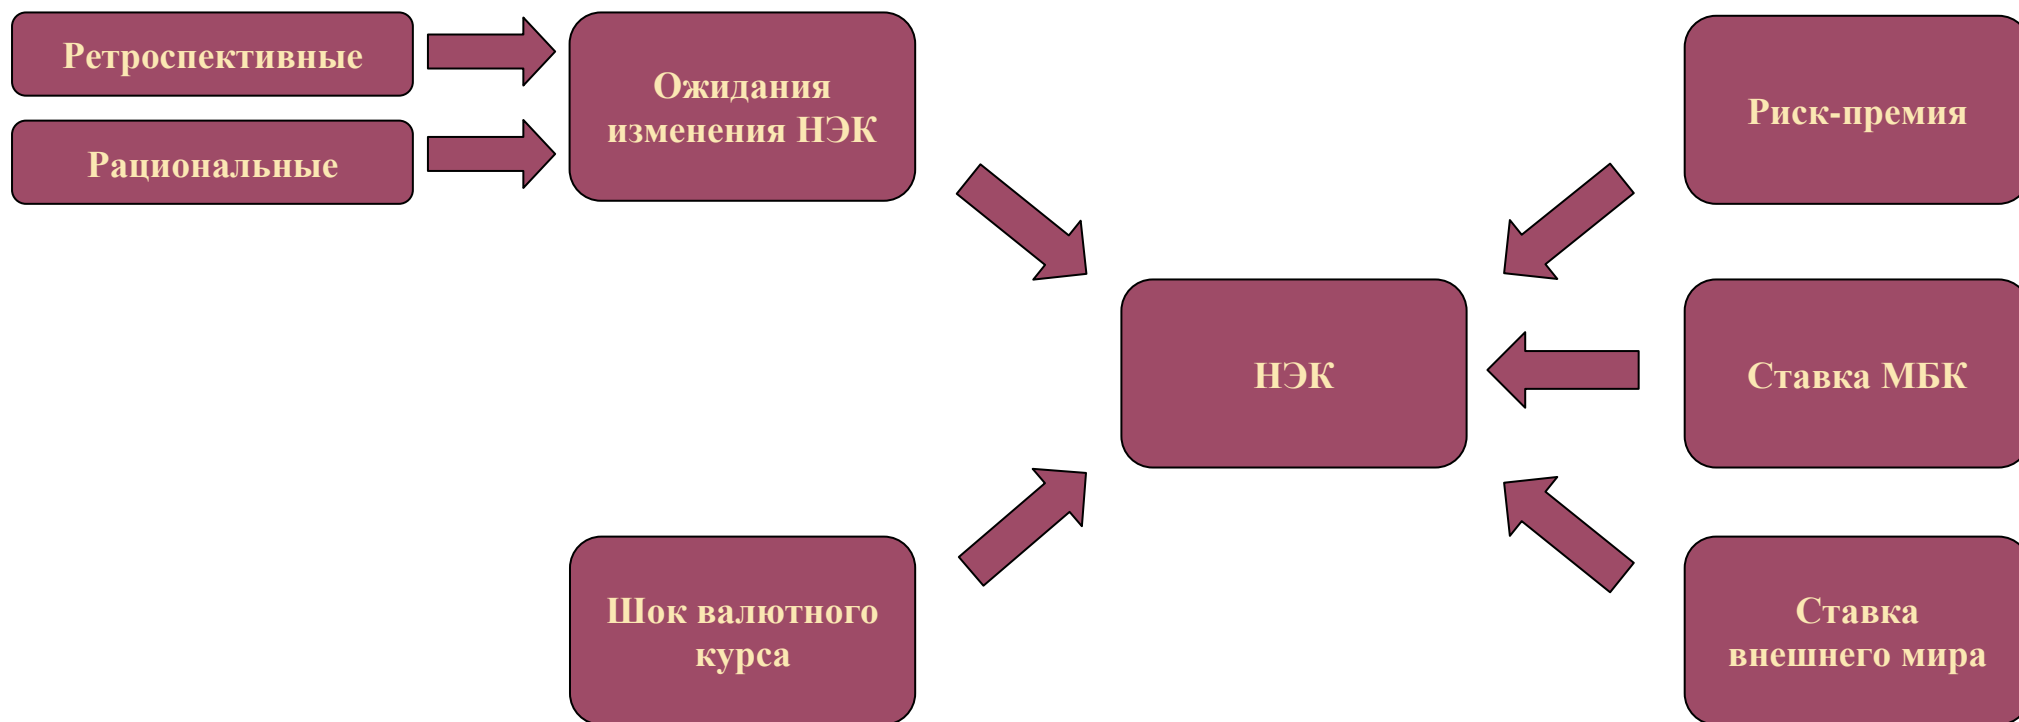 Ретроспективные
Рациональные
Ожидания
изменения НЭК
Риск-премия
НЭК
Ставка МБК
Шок валютного
курса
Ставка
внешнего мира